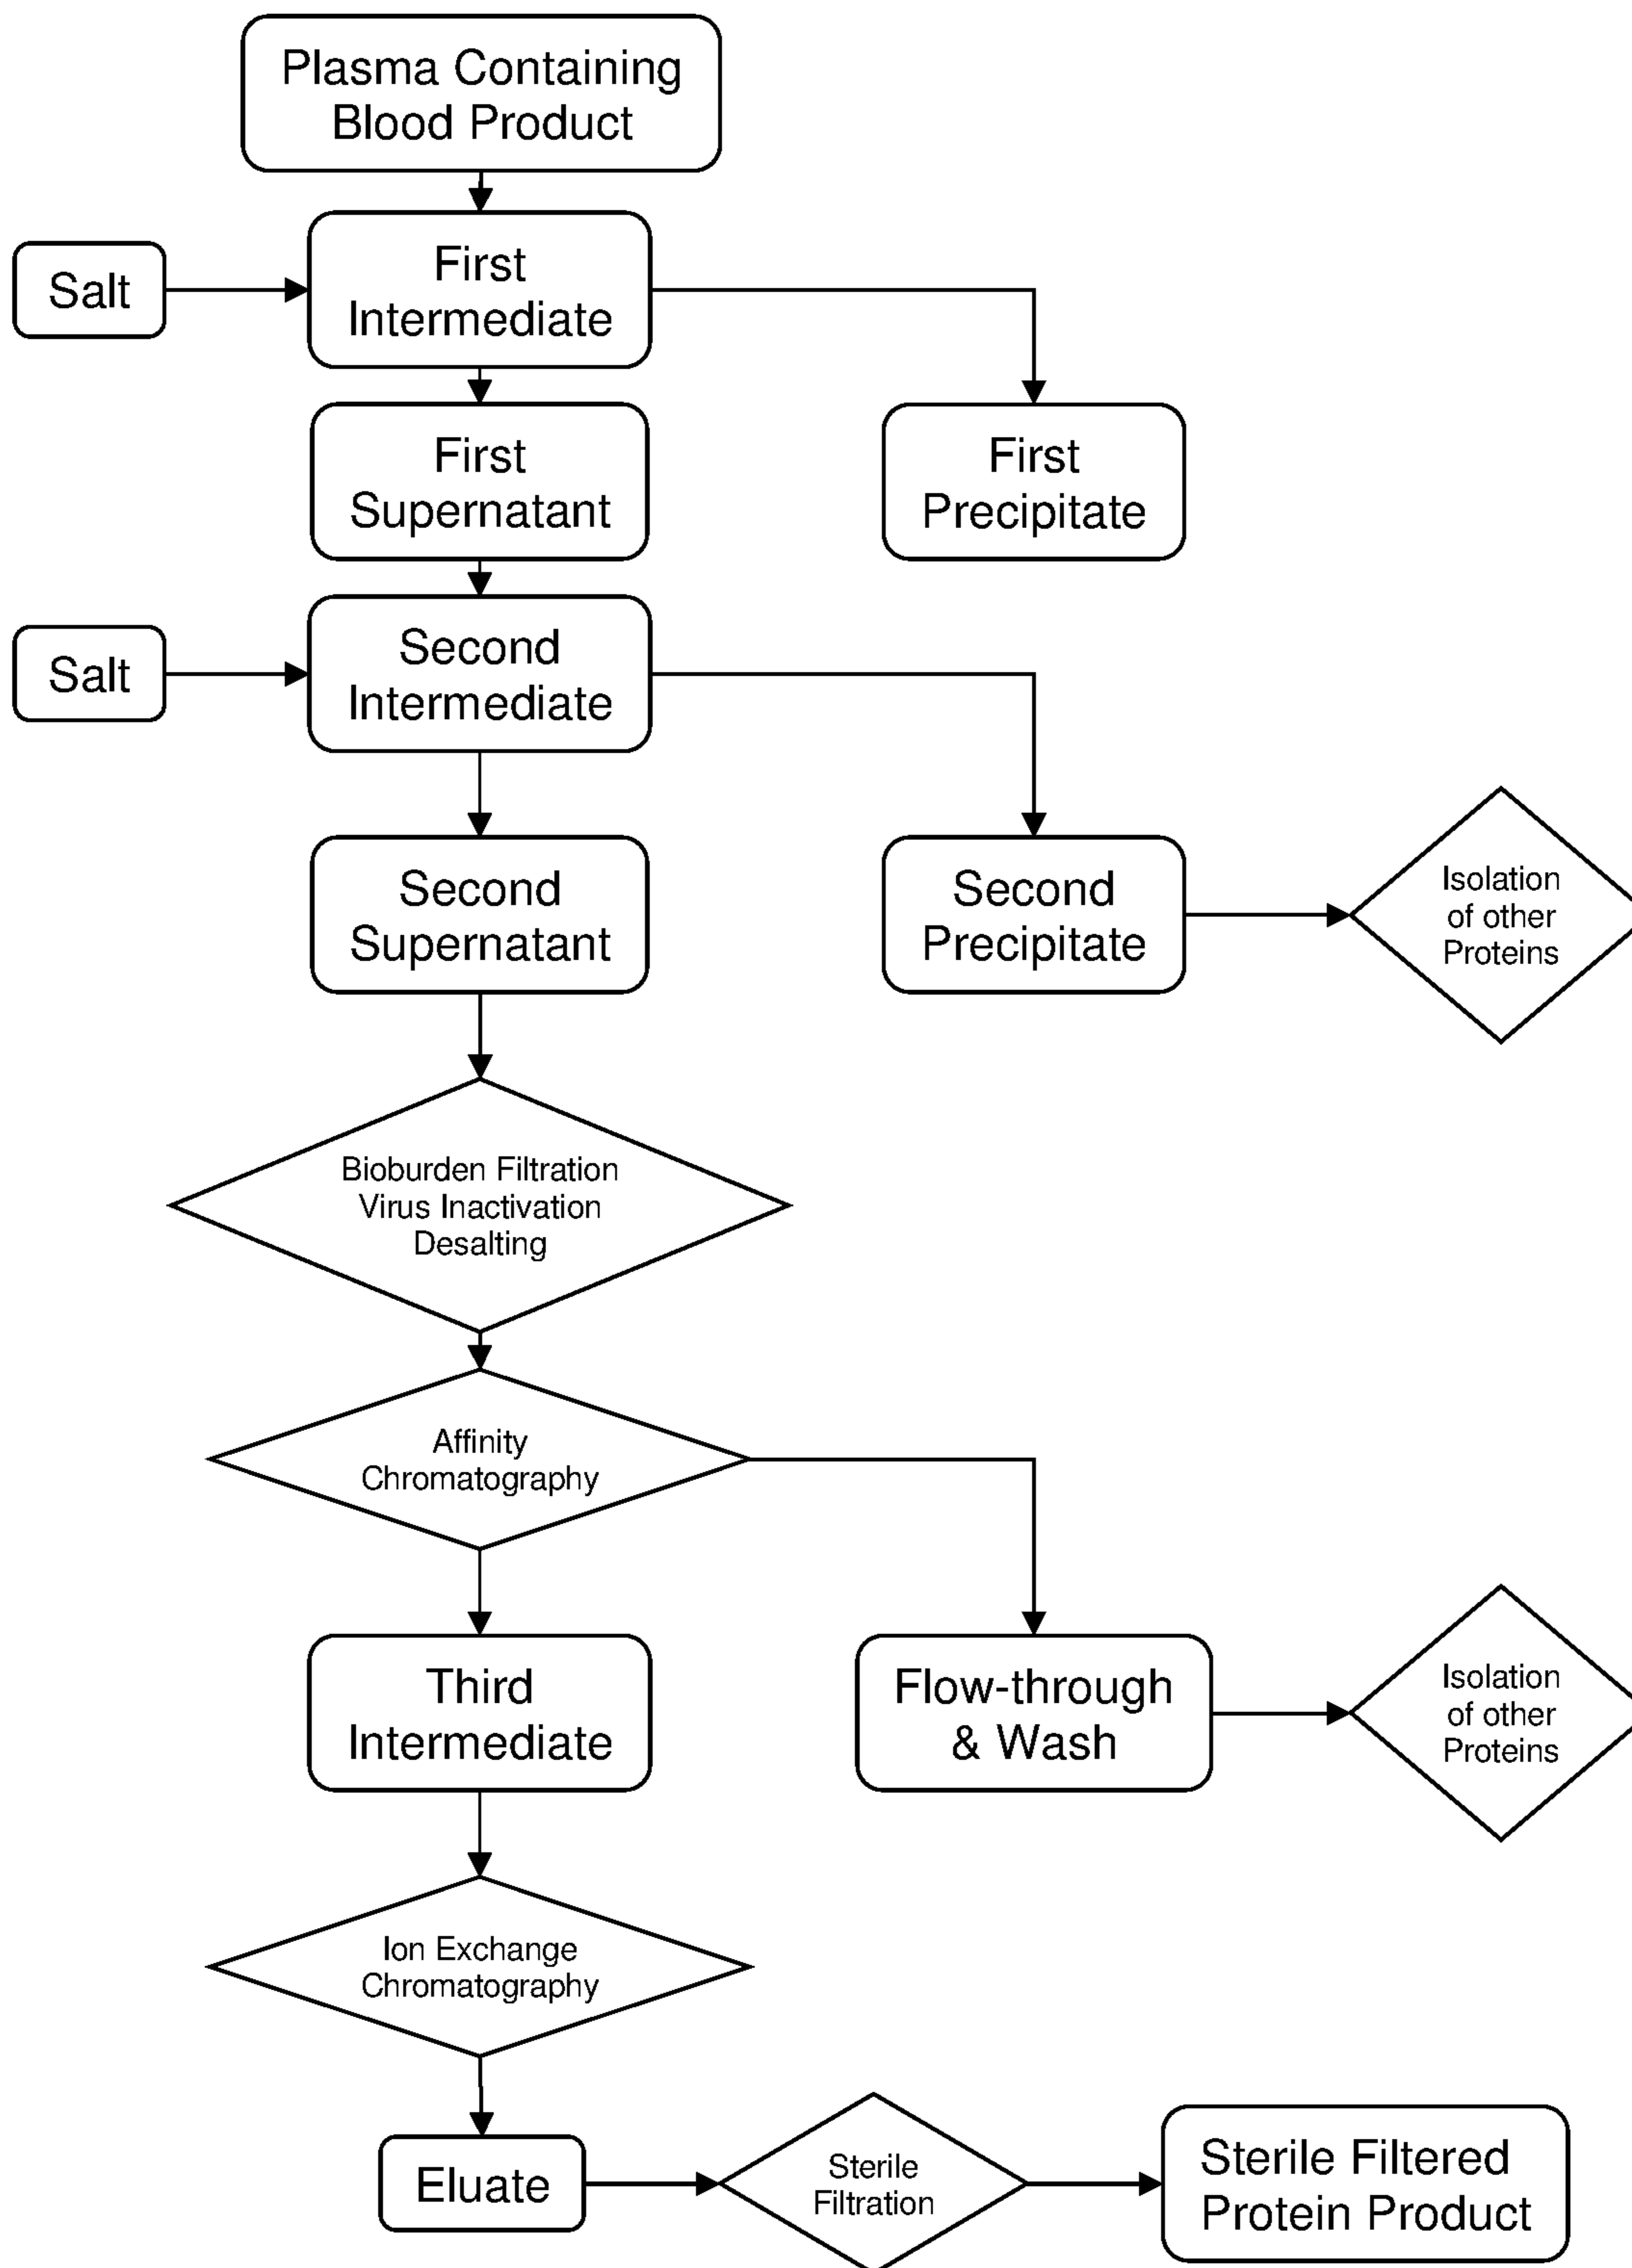 Plasma Containing
Blood Product
Salt
First
Intermediate
First
Supernatant
First
Precipitate
Salt
Second
Intermediate
Second
Supernatant
Second
Precipitate
Isolation
of other
Proteins
Bioburden Filtration
Virus Inactivation
Desalting
Affinity
Chromatography
Third
Intermediate
Flow-through
& Wash
Isolation
of other
Proteins
Ion Exchange
Chromatography
Eluate
Sterile
Filtration
Sterile Filtered
Protein Product